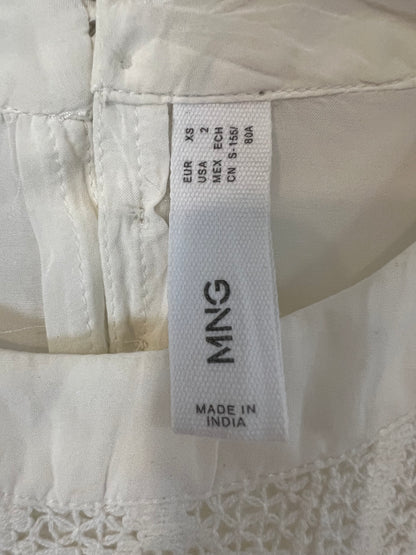 EUR XS
USA 2
MEX ECH
CN S-155/
80A
MNG
MADE IN
INDIA